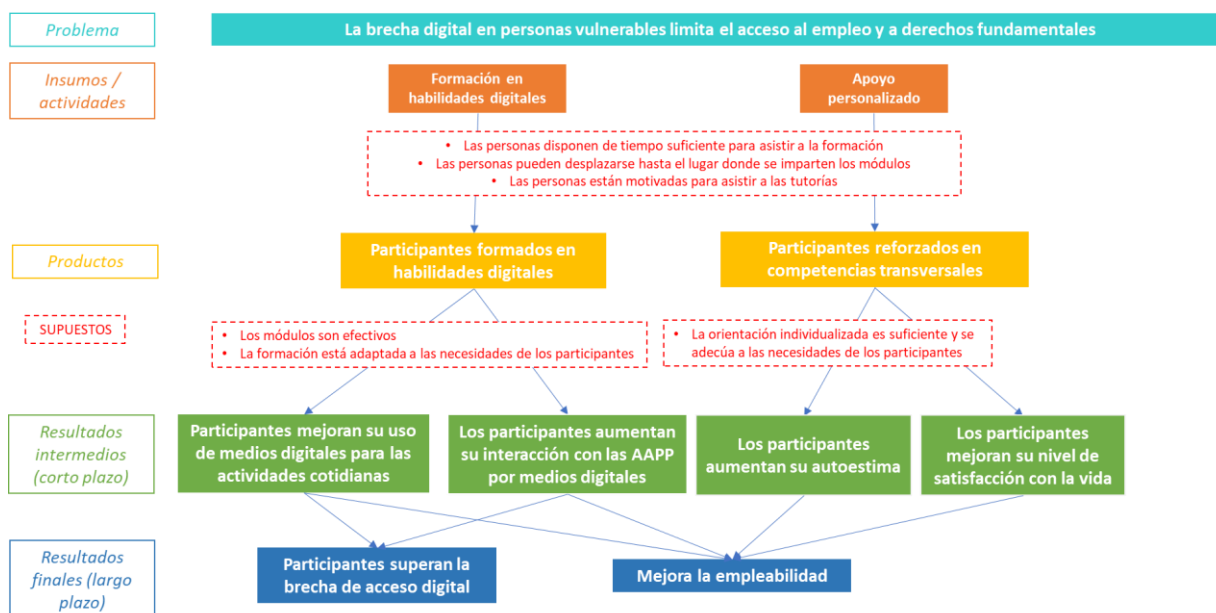 Problema
La brecha digital en personas vulnerables limita el acceso al empleo y a derechos fundamentales
Insumos /
actividades
Formación en
habilidades digitales
Apoyo
personalizado
• Las personas disponen de tiempo suficiente para asistir a la formación
• Las personas pueden desplazarse hasta el lugar donde se imparten los módulos
• Las personas están motivadas para asistir a las tutorías
Productos
Participantes formados en
habilidades digitales
Participantes reforzados en
competencias transversales
SUPUESTOS
• Los módulos son efectivos
• La formación está adaptada a las necesidades de los participantes
• La orientación individualizada es suficiente y se
adecúa a las necesidades de los participantes
Resultados
intermedios
(corto plazo)
Participantes mejoran su uso
de medios digitales para las
actividades cotidianas
Los participantes aumentan
su interacción con las AAPP
por medios digitales
Los participantes
aumentan su autoestima
Los participantes
mejoran su nivel de
satisfacción con la vida
Resultados
finales (largo
plazo)
Participantes superan la
brecha de acceso digital
Mejora la empleabilidad